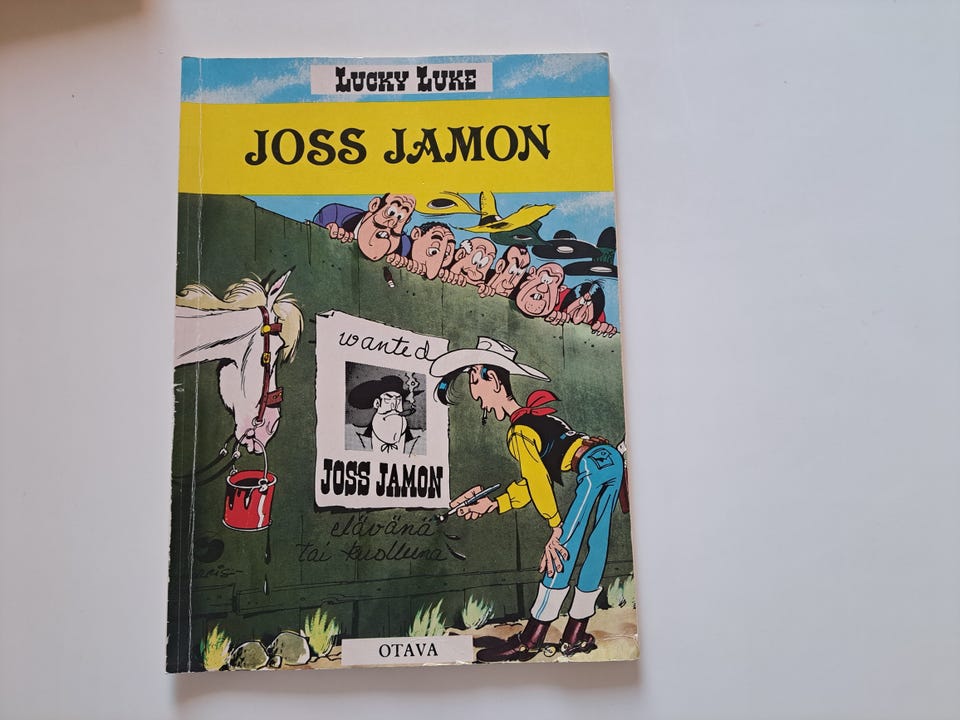 LUCKY LUKE
JOSS JAMON
wanted
JOSS JAMON
elävänä
tai kuolleena
OTAVA